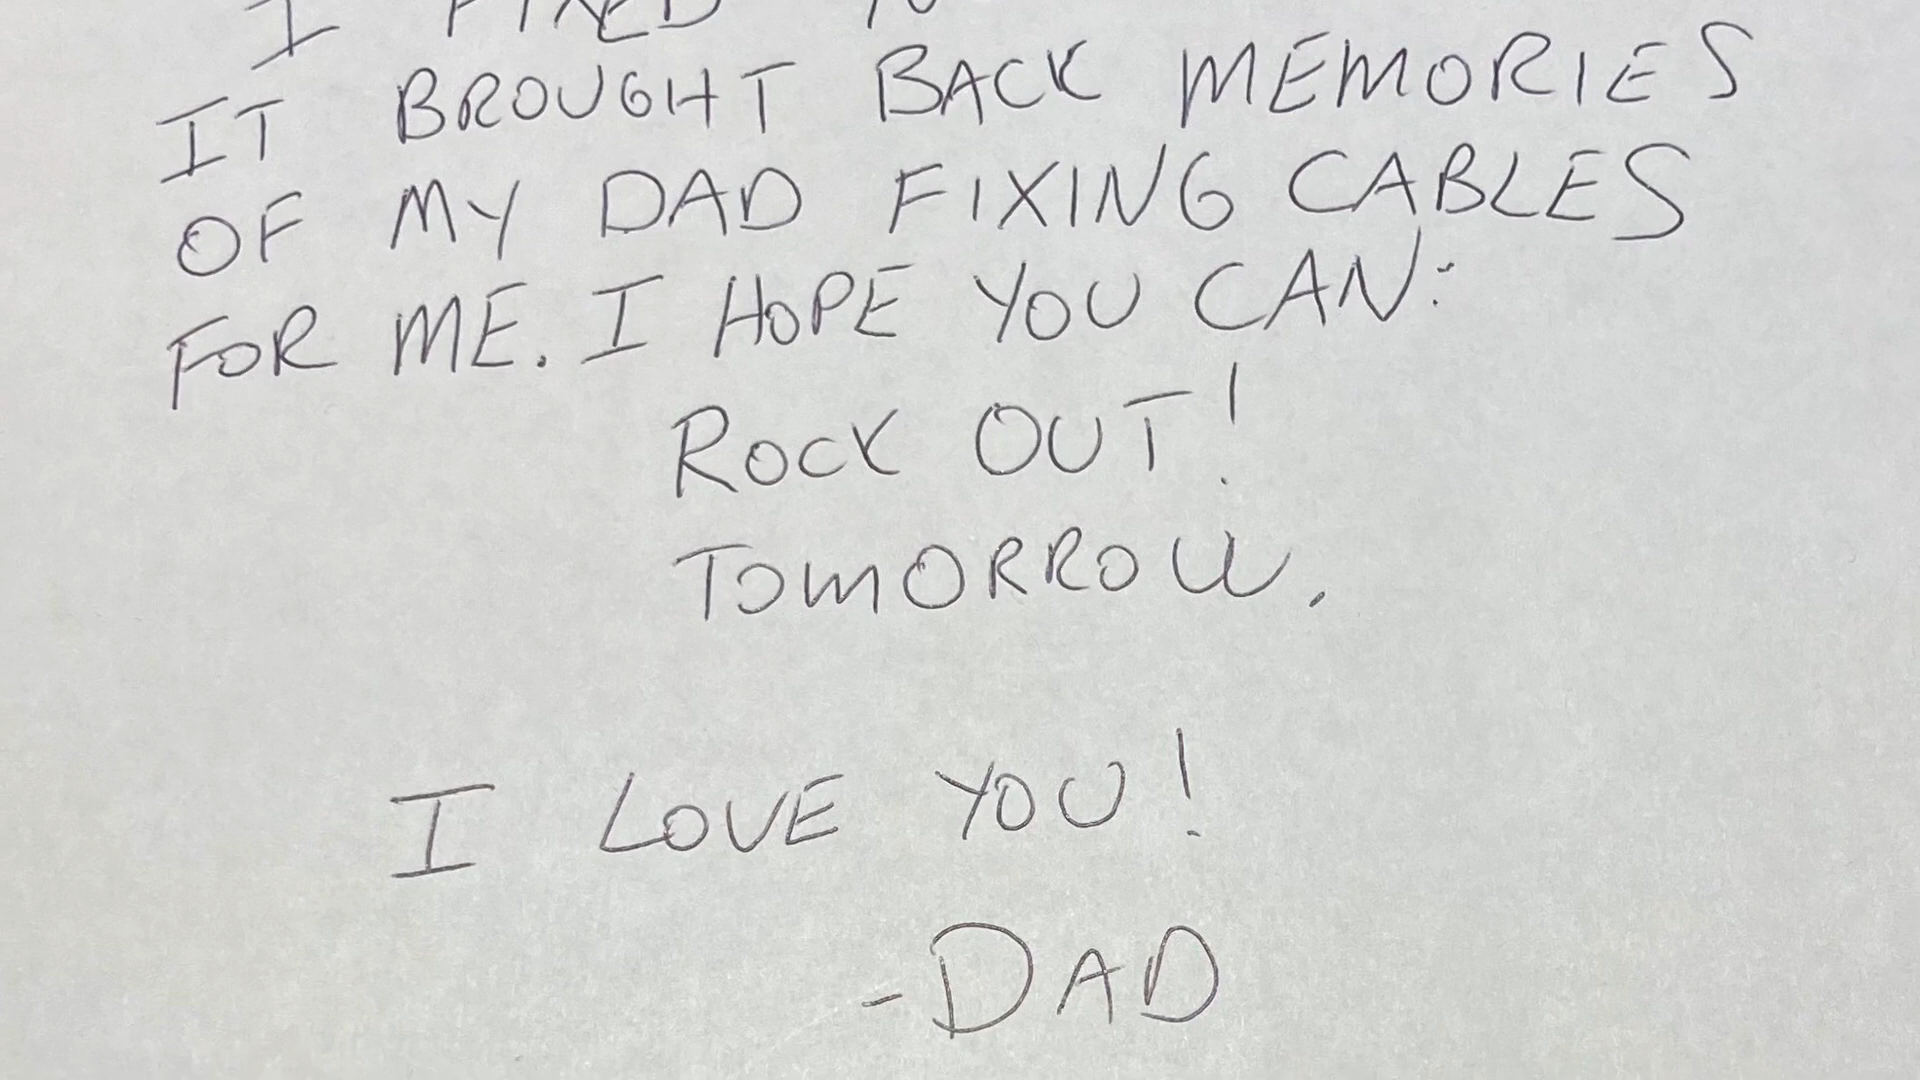 I FIXED
IT BROUGHT BACK MEMORIES
OF MY DAD FIXING CABLES
FOR ME. I HOPE YOU CAN:
ROCK OUT!
TOMORROW.
I LOVE YOU!
-DAD